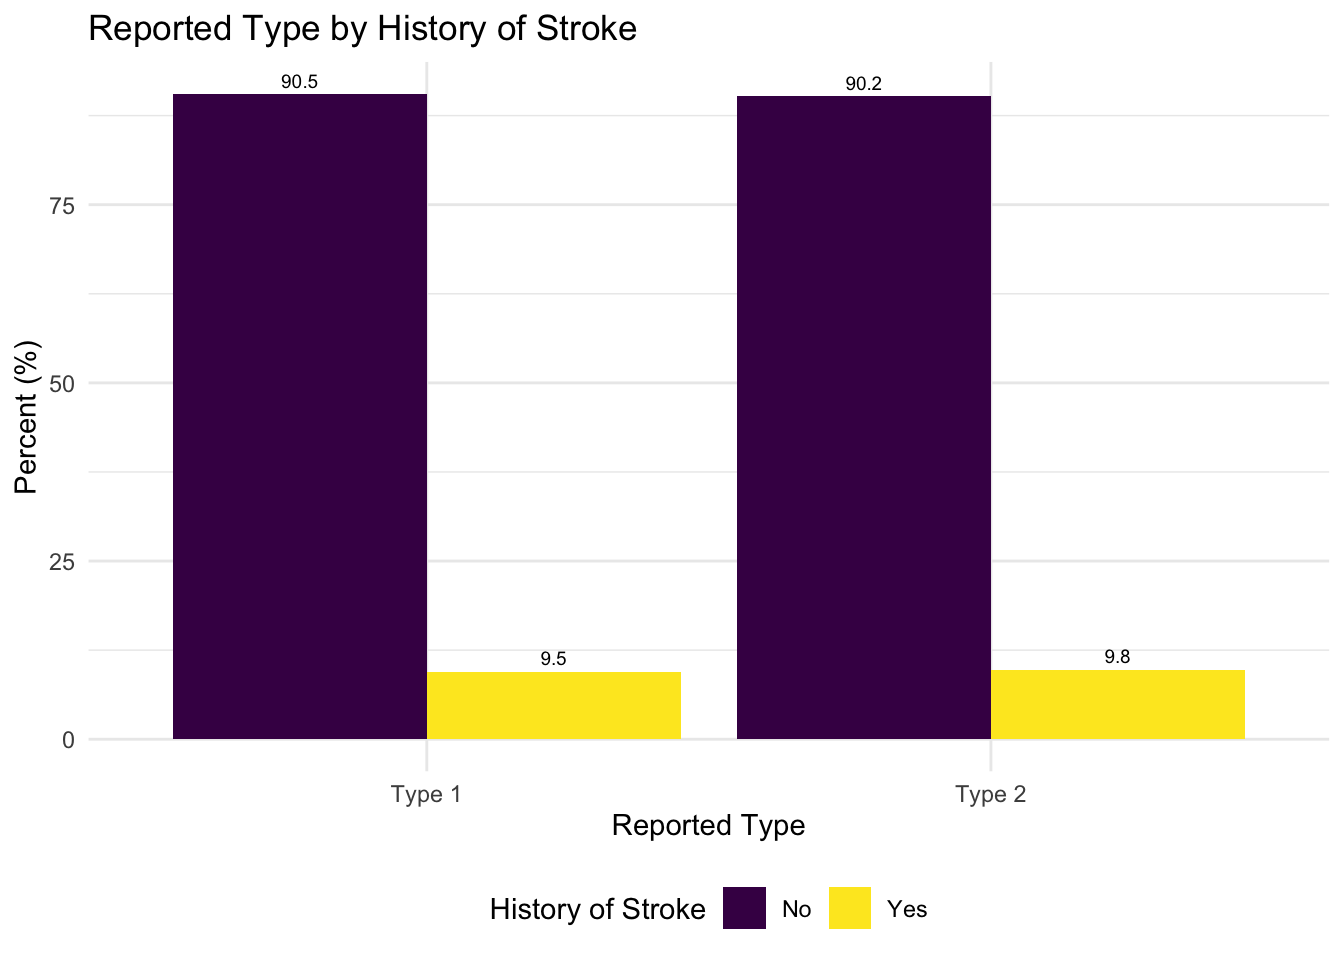 Reported Type by History of Stroke
90.5
90.2
75
Percent (%)
50
25
9.5
9.8
0
Type 1
Type 2
Reported Type
History of Stroke No Yes